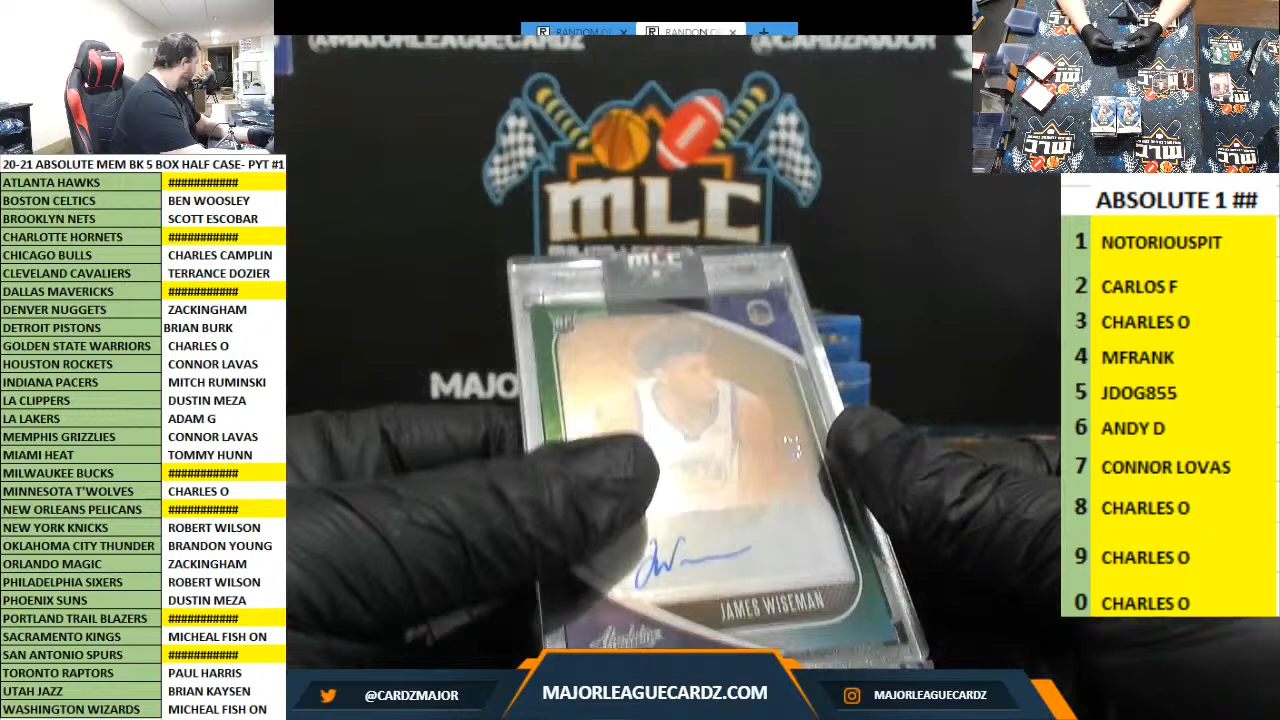 RANDOM.OR
RANDOM.OR
@MAJORLEAGUECARDZ
@CARDZMAJOR
MLC
20-21 ABSOLUTE MEM BK 5 BOX HALF CASE- PYT #1
ATLANTA HAWKS ###########
BOSTON CELTICS BEN WOOSLEY
BROOKLYN NETS SCOTT ESCOBAR
CHARLOTTE HORNETS ###########
CHICAGO BULLS CHARLES CAMPLIN
CLEVELAND CAVALIERS TERRANCE DOZIER
DALLAS MAVERICKS ###########
DENVER NUGGETS ZACKINGHAM
DETROIT PISTONS BRIAN BURK
GOLDEN STATE WARRIORS CHARLES O
HOUSTON ROCKETS CONNOR LAVAS
INDIANA PACERS MITCH RUMINSKI
LA CLIPPERS DUSTIN MEZA
LA LAKERS ADAM G
MEMPHIS GRIZZLIES CONNOR LAVAS
MIAMI HEAT TOMMY HUNN
MILWAUKEE BUCKS ###########
MINNESOTA T'WOLVES CHARLES O
NEW ORLEANS PELICANS ###########
NEW YORK KNICKS ROBERT WILSON
OKLAHOMA CITY THUNDER BRANDON YOUNG
ORLANDO MAGIC ZACKINGHAM
PHILADELPHIA SIXERS ROBERT WILSON
PHOENIX SUNS DUSTIN MEZA
PORTLAND TRAIL BLAZERS ###########
SACRAMENTO KINGS MICHEAL FISH ON
SAN ANTONIO SPURS ###########
TORONTO RAPTORS PAUL HARRIS
UTAH JAZZ BRIAN KAYSEN
WASHINGTON WIZARDS MICHEAL FISH ON
MAJO
MLC
JAMES WISEMAN
Absolute
ABSOLUTE 1 ##
1 NOTORIOUSPIT
2 CARLOS F
3 CHARLES O
4 MFRANK
5 JDOG855
6 ANDY D
7 CONNOR LOVAS
8 CHARLES O
9 CHARLES O
0 CHARLES O
@CARDZMAJOR
MAJORLEAGUECARDZ.COM
MAJORLEAGUECARDZ